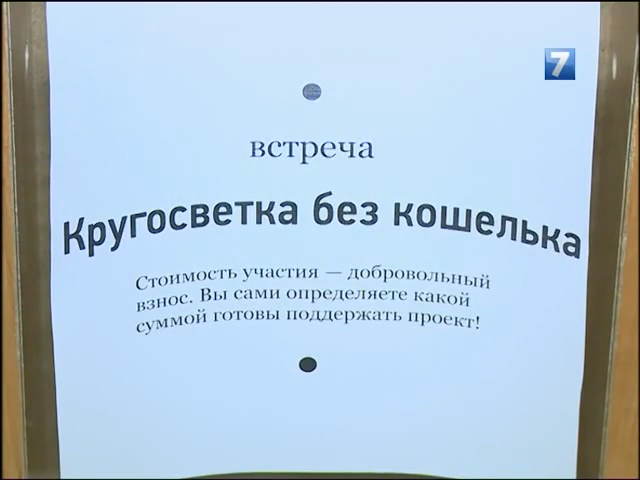 7
встреча
Кругосветка без кошелька
Стоимость участия — добровольный
взнос. Вы сами определяете какой
суммой готовы поддержать проект!